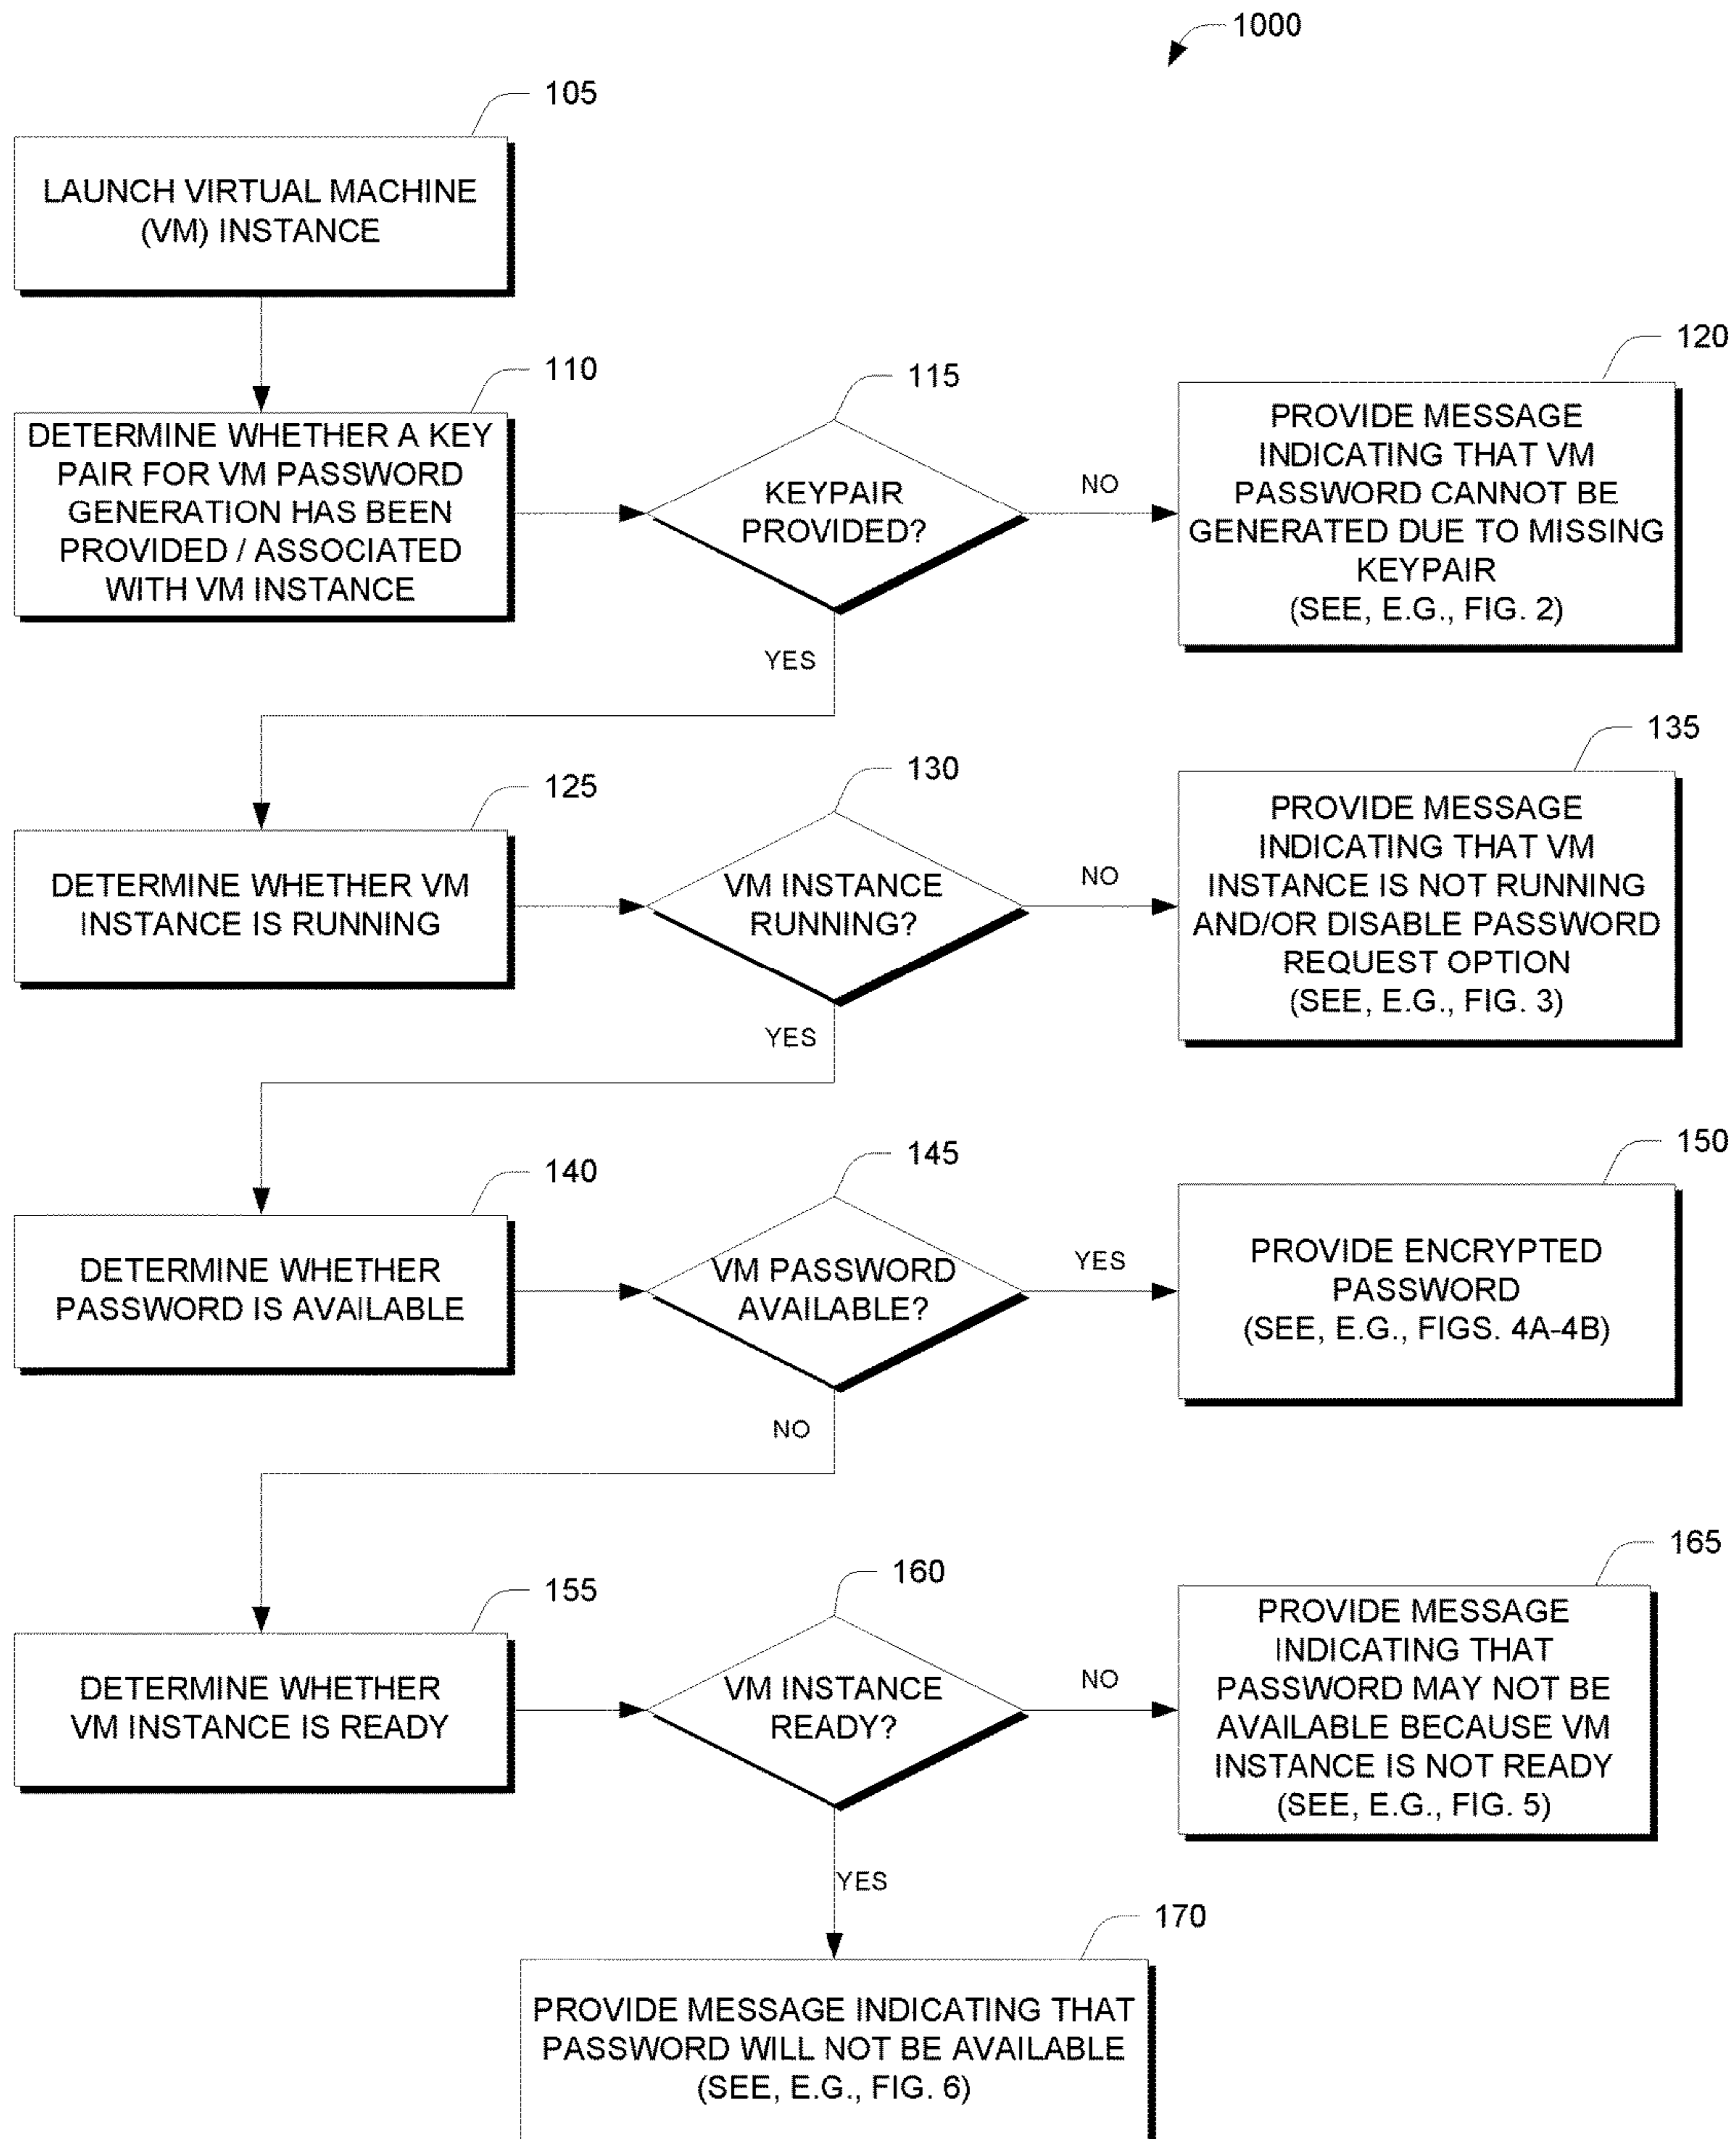 1000
105
LAUNCH VIRTUAL MACHINE
(VM) INSTANCE
110
DETERMINE WHETHER A KEY
PAIR FOR VM PASSWORD
GENERATION HAS BEEN
PROVIDED / ASSOCIATED
WITH VM INSTANCE
115
KEYPAIR
PROVIDED?
NO
YES
120
PROVIDE MESSAGE
INDICATING THAT VM
PASSWORD CANNOT BE
GENERATED DUE TO MISSING
KEYPAIR
(SEE, E.G., FIG. 2)
125
DETERMINE WHETHER VM
INSTANCE IS RUNNING
130
VM INSTANCE
RUNNING?
NO
YES
135
PROVIDE MESSAGE
INDICATING THAT VM
INSTANCE IS NOT RUNNING
AND/OR DISABLE PASSWORD
REQUEST OPTION
(SEE, E.G., FIG. 3)
140
DETERMINE WHETHER
PASSWORD IS AVAILABLE
145
VM PASSWORD
AVAILABLE?
YES
NO
150
PROVIDE ENCRYPTED
PASSWORD
(SEE, E.G., FIGS. 4A-4B)
155
DETERMINE WHETHER
VM INSTANCE IS READY
160
VM INSTANCE
READY?
NO
YES
165
PROVIDE MESSAGE
INDICATING THAT
PASSWORD MAY NOT BE
AVAILABLE BECAUSE VM
INSTANCE IS NOT READY
(SEE, E.G., FIG. 5)
170
PROVIDE MESSAGE INDICATING THAT
PASSWORD WILL NOT BE AVAILABLE
(SEE, E.G., FIG. 6)